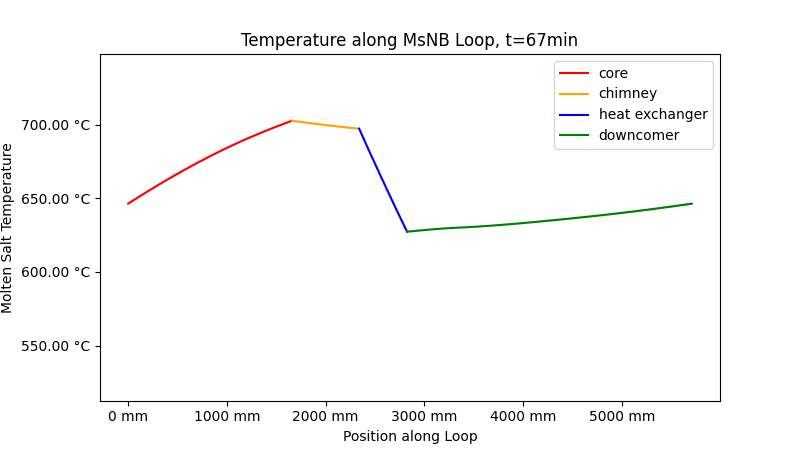 Temperature along MsNB Loop, t=67min
core
chimney
heat exchanger
downcomer
Molten Salt Temperature
700.00 °C
650.00 °C
600.00 °C
550.00 °C
0 mm
1000 mm
2000 mm
3000 mm
4000 mm
5000 mm
Position along Loop